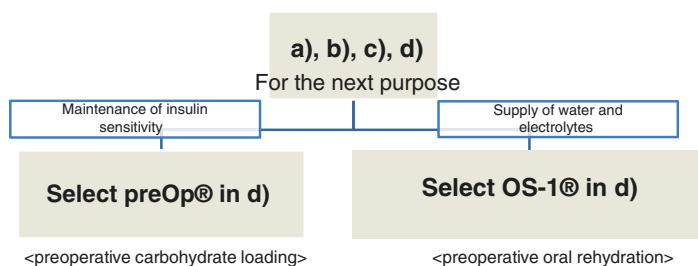 a), b), c), d)
For the next purpose
Maintenance of insulin
sensitivity
Supply of water and
electrolytes
Select preOp® in d)
Select OS-1® in d)
<preoperative carbohydrate loading>
<preoperative oral rehydration>